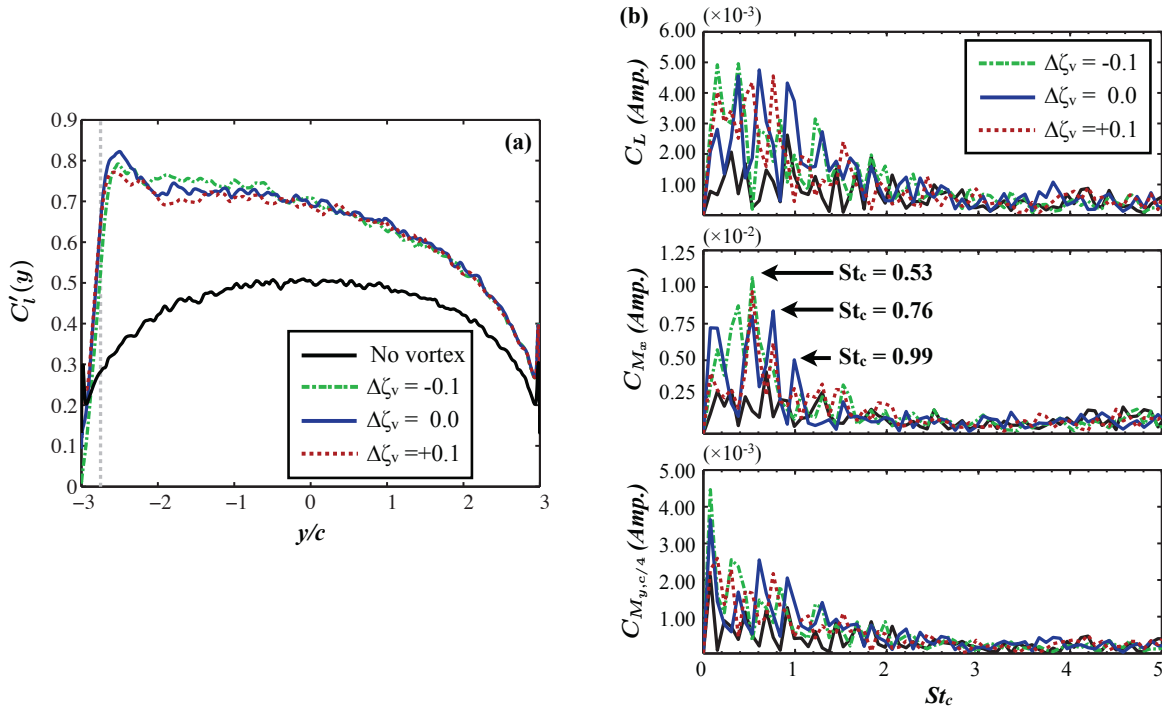 (a)
0.9
0.8
0.7
0.6
0.5
0.4
0.3
0.2
0.1
0
C′l(y)
−3
−2
−1
0
1
2
3
y/c
No vortex
Δζv = -0.1
Δζv = 0.0
Δζv =+0.1
(b)
(×10⁻³)
6.00
5.00
4.00
3.00
2.00
1.00
CL (Amp.)
Δζv = -0.1
Δζv = 0.0
Δζv =+0.1
(×10⁻²)
1.25
1.00
0.75
0.50
0.25
CMx (Amp.)
Stc = 0.53
Stc = 0.76
Stc = 0.99
(×10⁻³)
5.00
4.00
3.00
2.00
1.00
CMy,c/4 (Amp.)
0
1
2
3
4
5
Stc